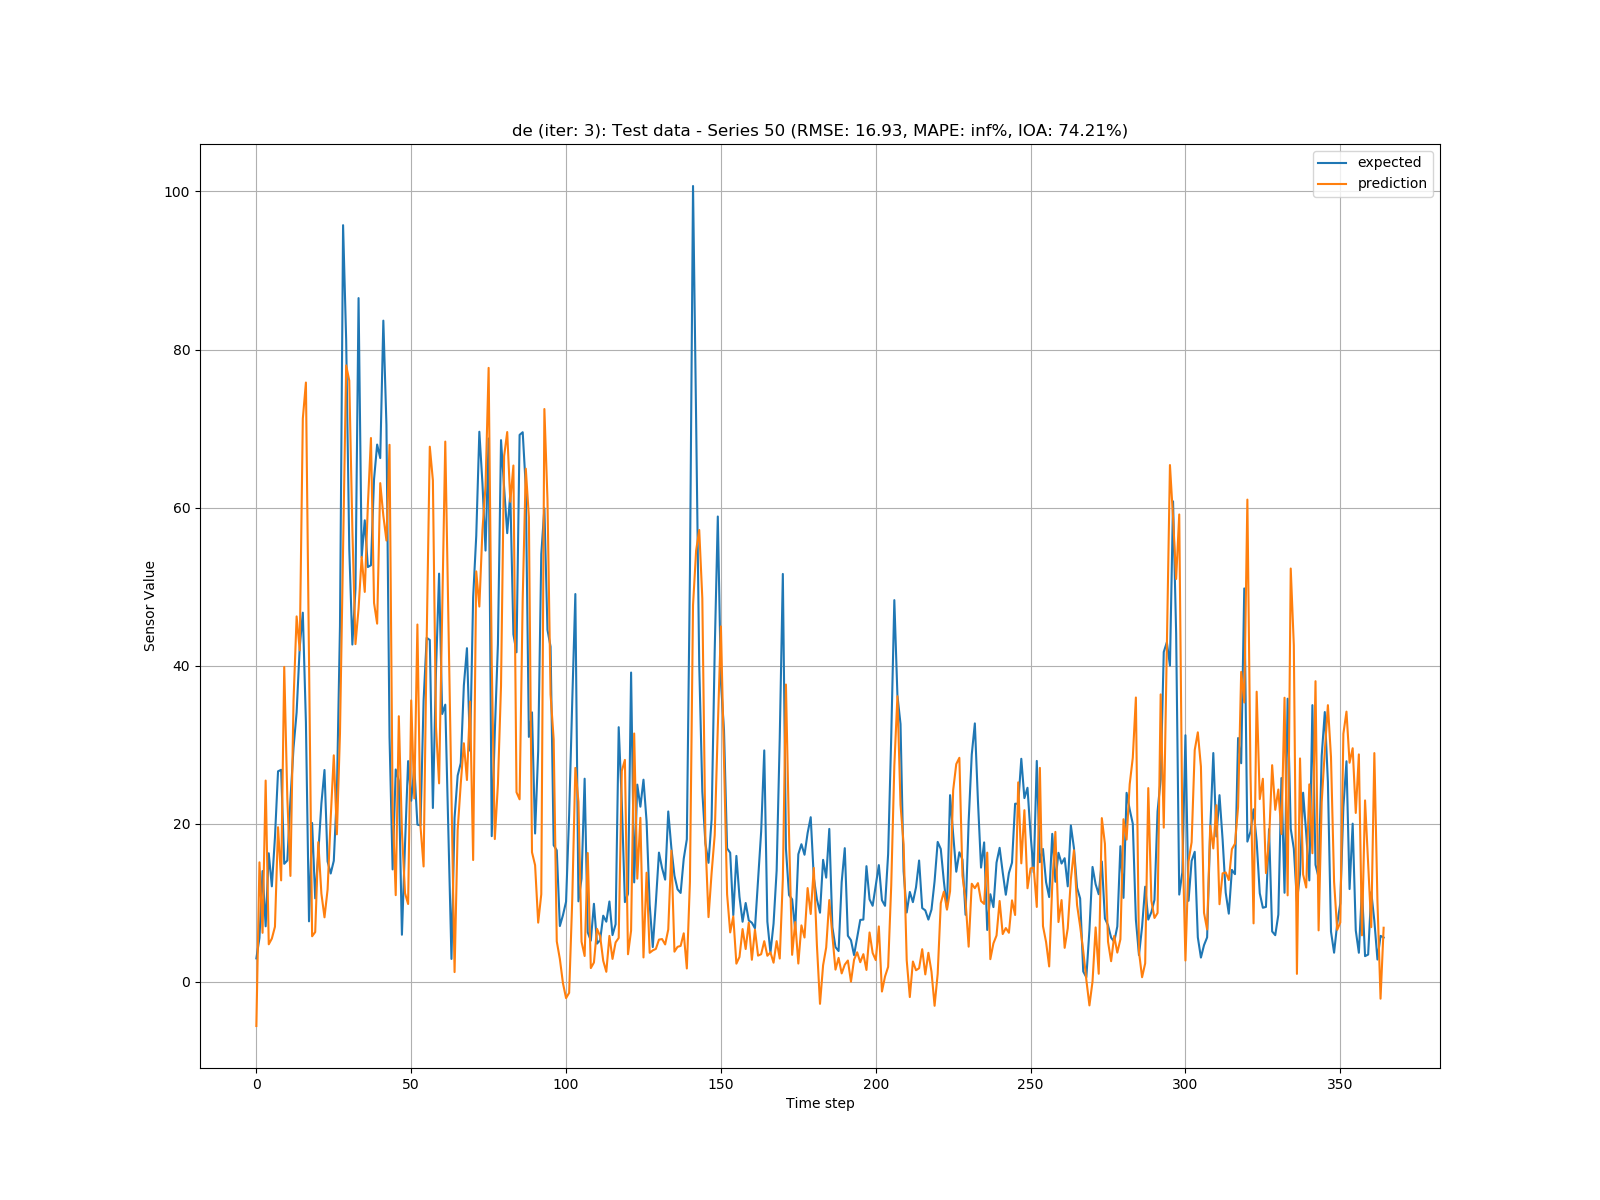 de (iter: 3): Test data - Series 50 (RMSE: 16.93, MAPE: inf%, IOA: 74.21%)
expected
prediction
100
80
60
40
20
0
Sensor Value
0 50 100 150 200 250 300 350
Time step